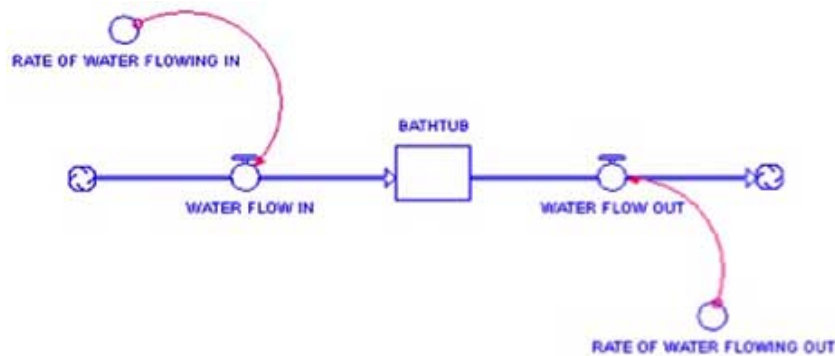 RATE OF WATER FLOWING IN
BATHTUB
WATER FLOW IN
WATER FLOW OUT
RATE OF WATER FLOWING OUT